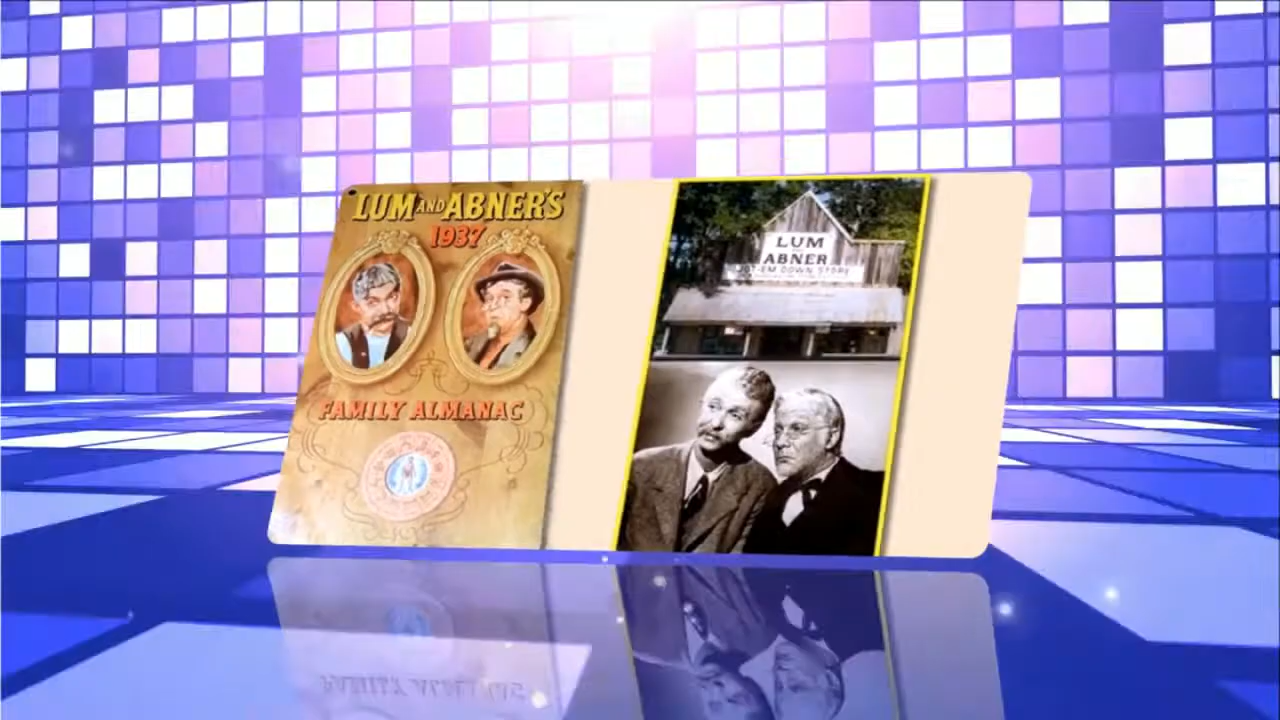 LUM AND ABNER'S
1937
FAMILY ALMANAC
LUM
ABNER
JOT-EM DOWN STORE